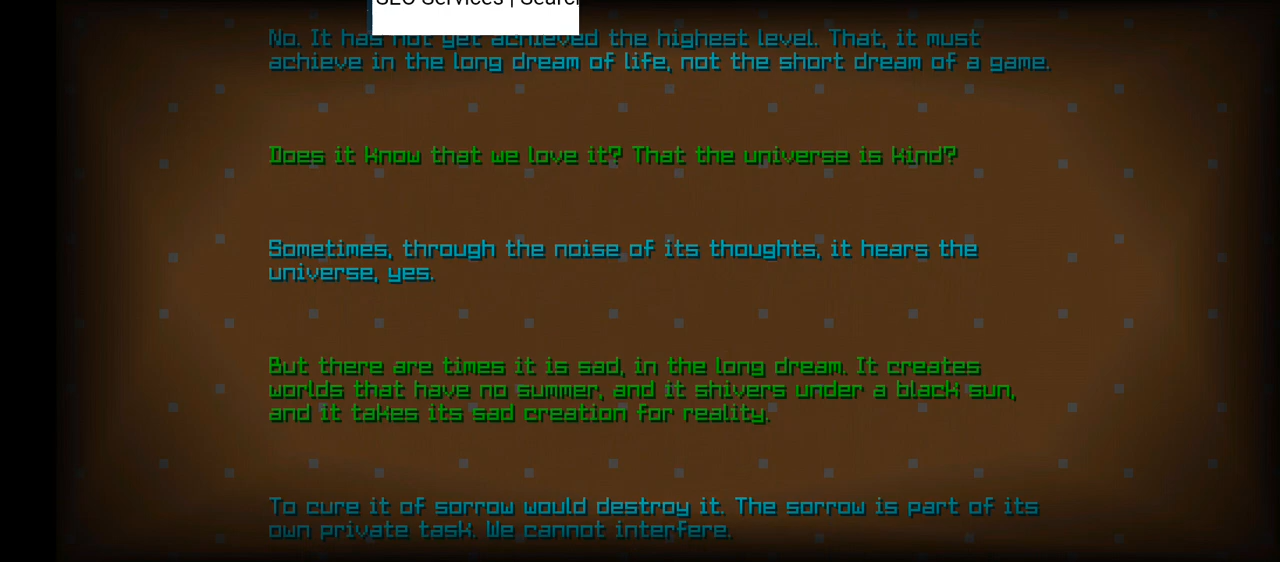 SEO Services | Search
No. It has not yet achieved the highest level. That, it must
achieve in the long dream of life, not the short dream of a game.
Does it know that we love it? That the universe is kind?
Sometimes, through the noise of its thoughts, it hears the
universe, yes.
But there are times it is sad, in the long dream. It creates
worlds that have no summer, and it shivers under a black sun,
and it takes its sad creation for reality.
To cure it of sorrow would destroy it. The sorrow is part of its
own private task. We cannot interfere.